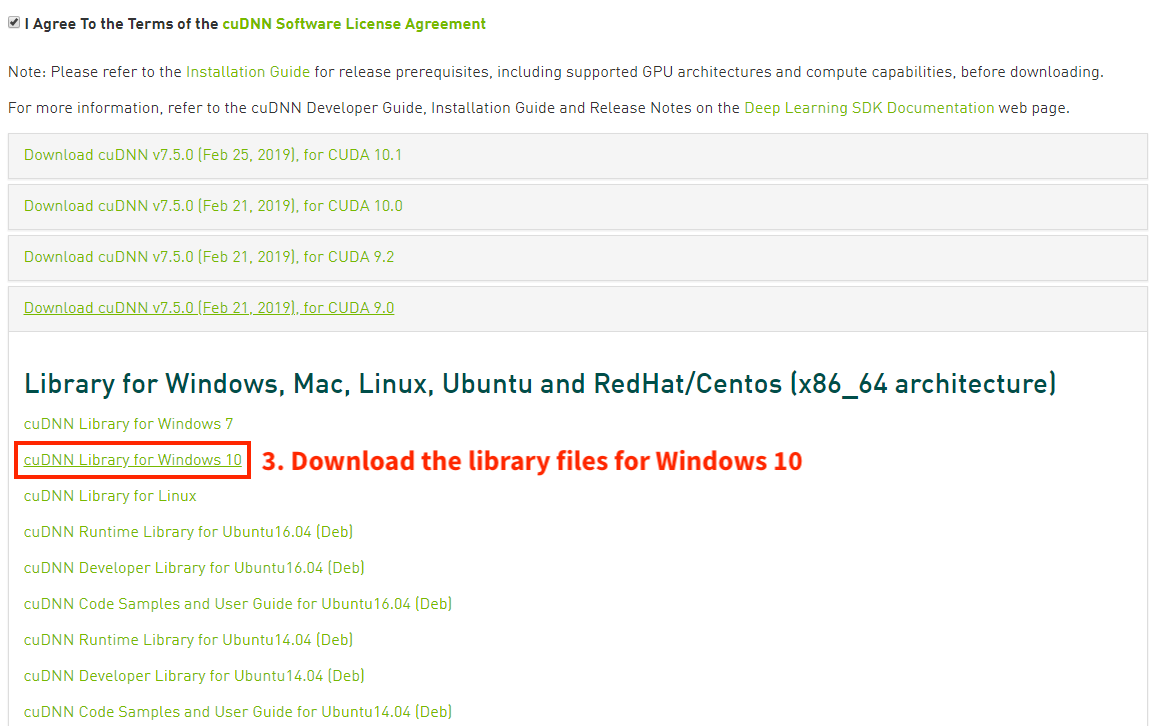 I Agree To the Terms of the cuDNN Software License Agreement
Note: Please refer to the Installation Guide for release prerequisites, including supported GPU architectures and compute capabilities, before downloading.
For more information, refer to the cuDNN Developer Guide, Installation Guide and Release Notes on the Deep Learning SDK Documentation web page.
Download cuDNN v7.5.0 (Feb 25, 2019), for CUDA 10.1
Download cuDNN v7.5.0 (Feb 21, 2019), for CUDA 10.0
Download cuDNN v7.5.0 (Feb 21, 2019), for CUDA 9.2
Download cuDNN v7.5.0 (Feb 21, 2019), for CUDA 9.0
Library for Windows, Mac, Linux, Ubuntu and RedHat/Centos (x86_64 architecture)
cuDNN Library for Windows 7
cuDNN Library for Windows 10 3. Download the library files for Windows 10
cuDNN Library for Linux
cuDNN Runtime Library for Ubuntu16.04 (Deb)
cuDNN Developer Library for Ubuntu16.04 (Deb)
cuDNN Code Samples and User Guide for Ubuntu16.04 (Deb)
cuDNN Runtime Library for Ubuntu14.04 (Deb)
cuDNN Developer Library for Ubuntu14.04 (Deb)
cuDNN Code Samples and User Guide for Ubuntu14.04 (Deb)